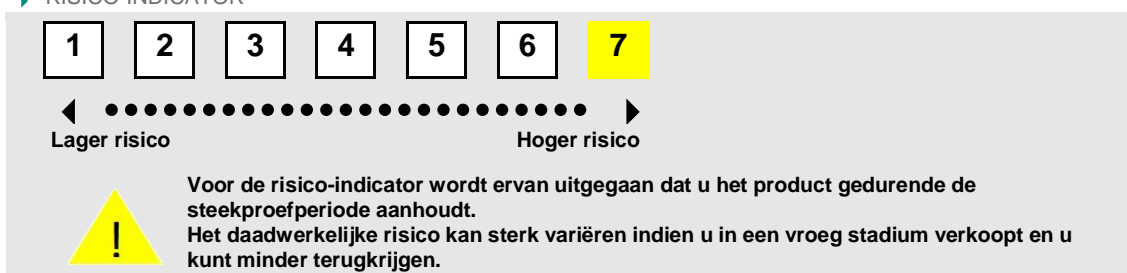 RISICO-INDICATOR
1 2 3 4 5 6 7
Lager risico Hoger risico
Voor de risico-indicator wordt ervan uitgegaan dat u het product gedurende de
steekproefperiode aanhoudt.
!
Het daadwerkelijke risico kan sterk variëren indien u in een vroeg stadium verkoopt en u
kunt minder terugkrijgen.